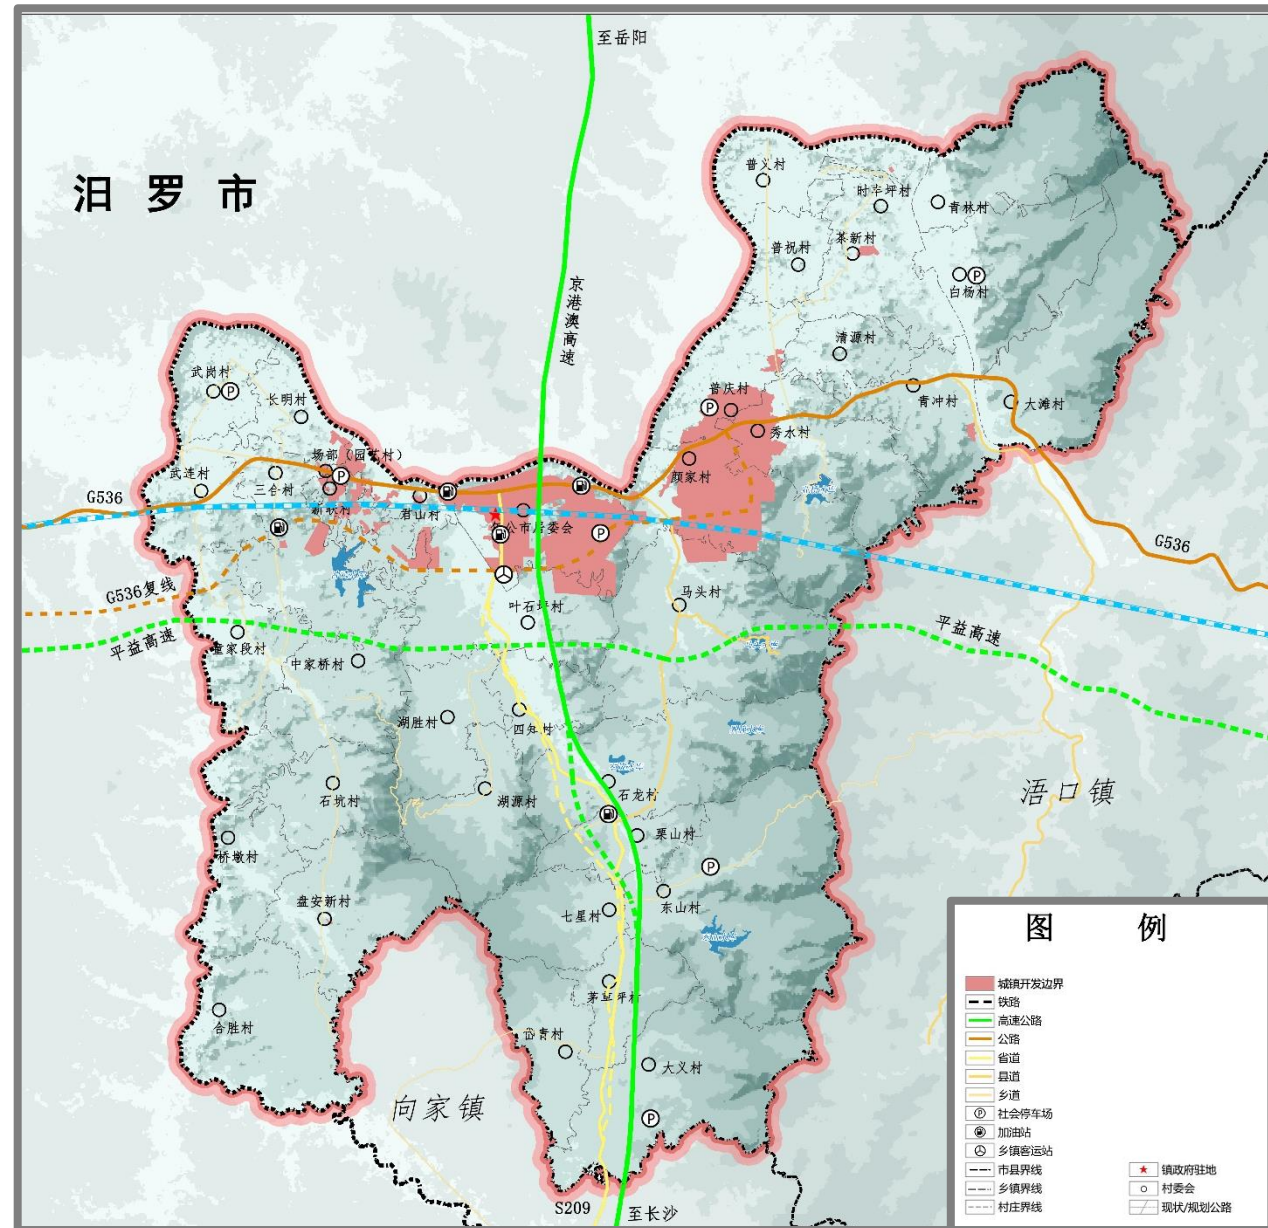 至岳阳
汨 罗 市
普义村
时丰坪村
青林村
茶新村
普祝村
白杨村
京港澳高速
清源村
武岗村
长明村
普庆村
青冲村
大滩村
秀水村
场部（园艺村）
颜家村
武莲村
三合村
新联村
君山村
公市居委会
G536
G536
G536复线
叶石坪村
马头村
平益高速
平益高速
童家段村
中家桥村
湖胜村
四知村
石坑村
湖源村
石龙村
浯口镇
桥墩村
栗山村
盘安新村
七星村
东山村
茅草坪村
合胜村
岱青村
大义村
向家镇
S209
至长沙
图 例
城镇开发边界
铁路
高速公路
公路
省道
县道
乡道
社会停车场
加油站
乡镇客运站
市县界线
乡镇界线
村庄界线
镇政府驻地
村委会
现状/规划公路